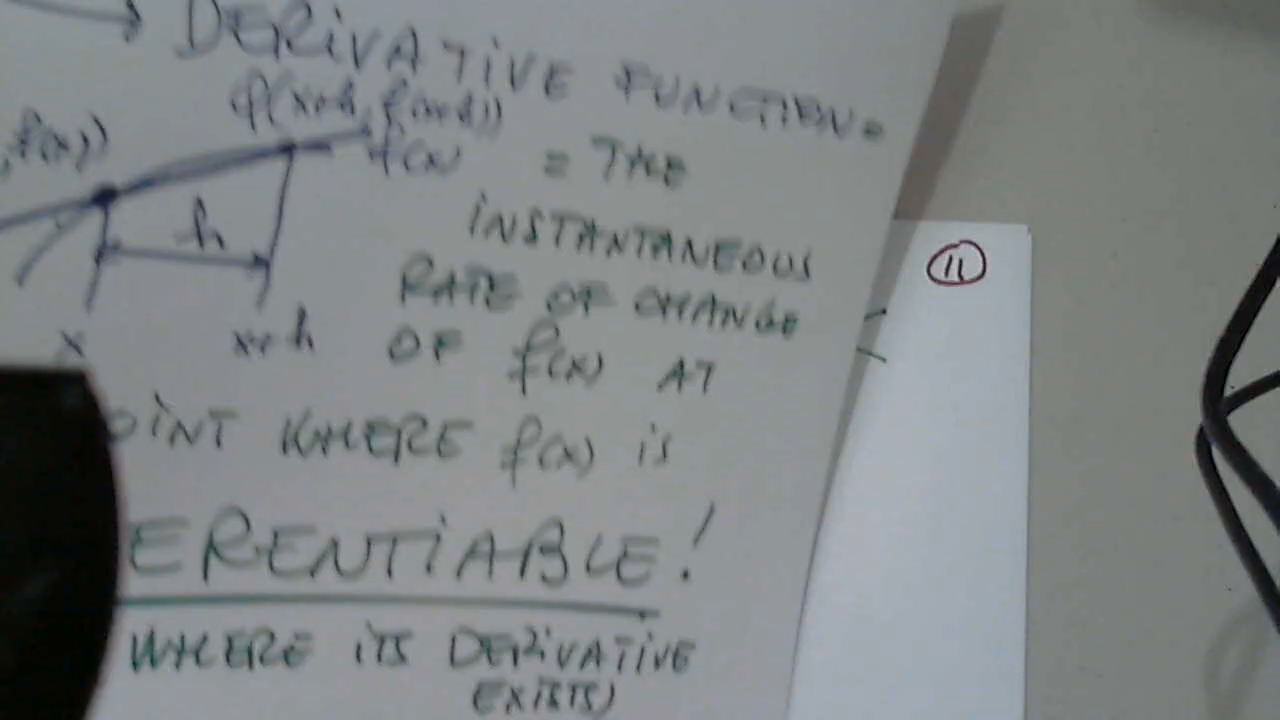 DERIVATIVE FUNCTION =
(x+h, f(x+h))
, f(x))
f(x) = THE
INSTANTANEOUS
h
RATE OF CHANGE
x x+h OF f(x) AT
OINT WHERE f(x) IS
ERENTIABLE!
WHERE ITS DERIVATIVE
EXISTS)
11